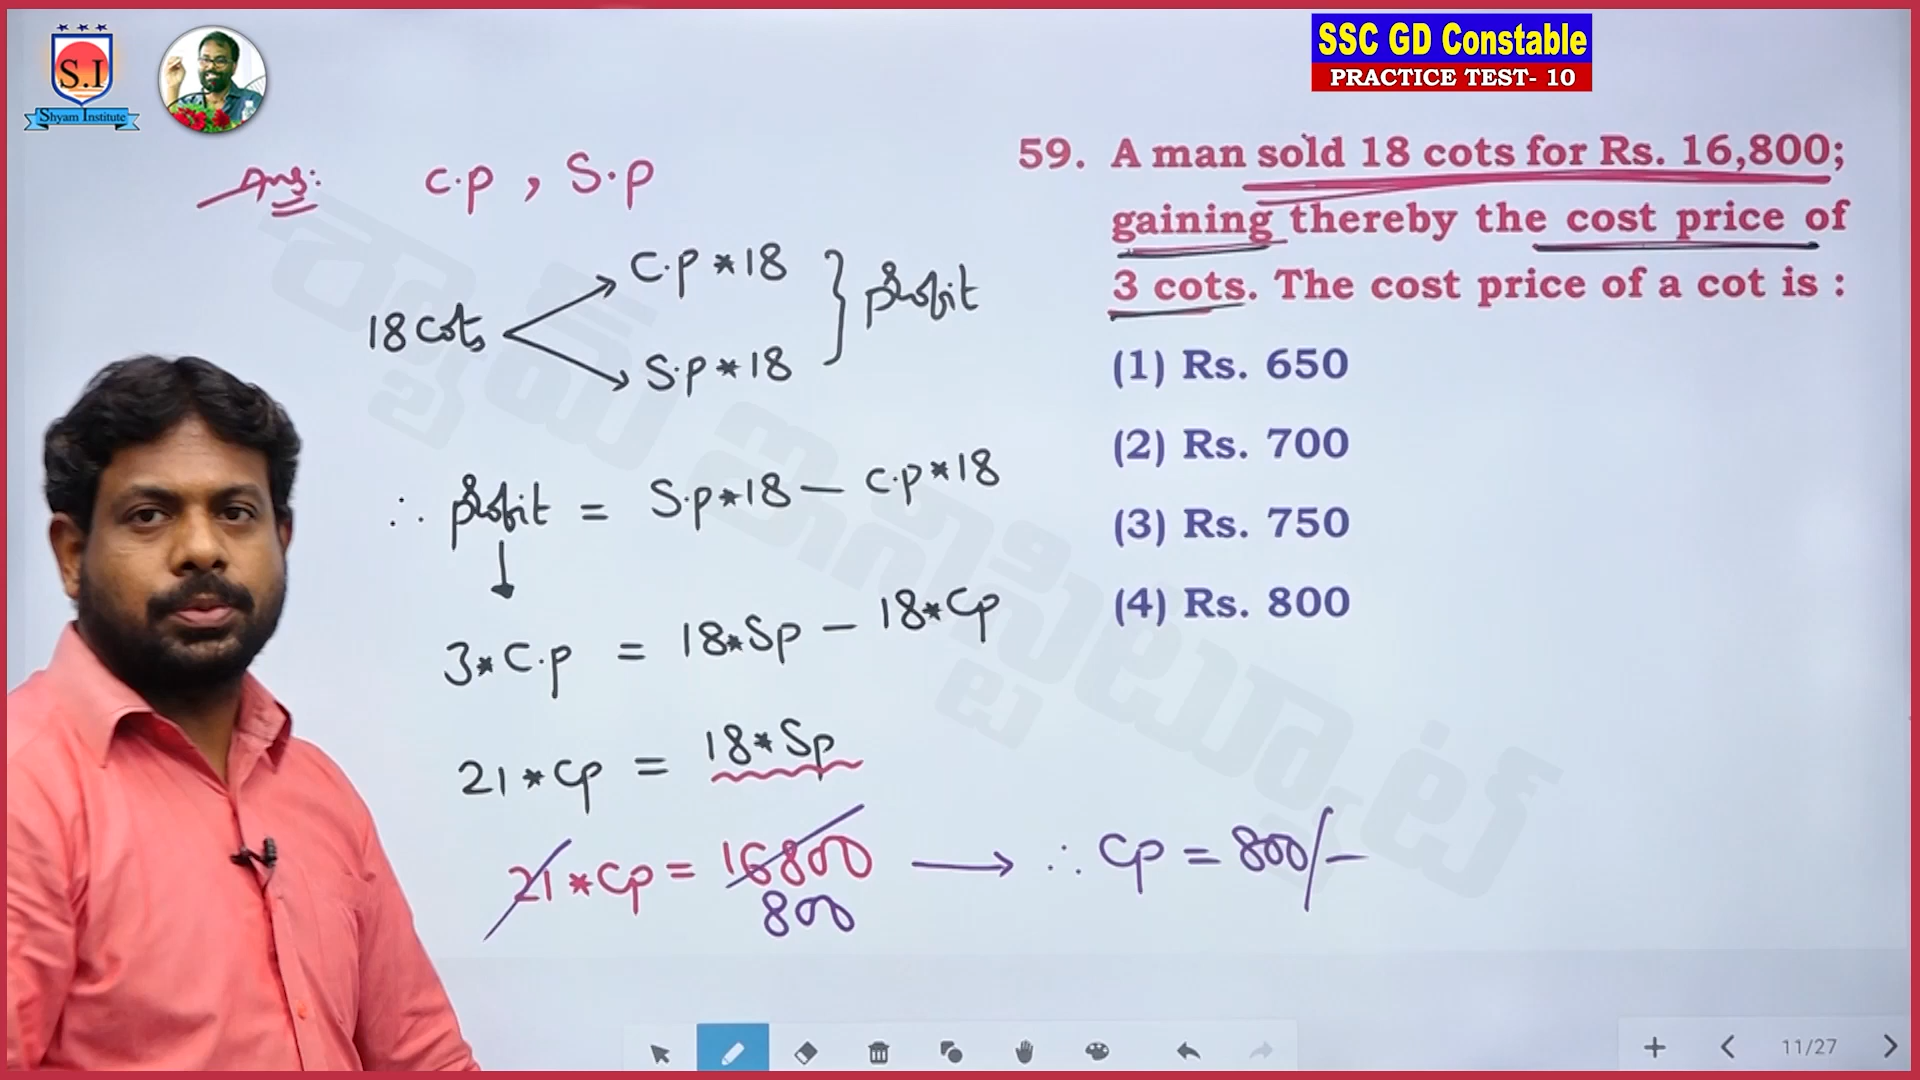 S.I
Shyam Institute
SSC GD Constable
PRACTICE TEST- 10
59. A man sold 18 cots for Rs. 16,800;
gaining thereby the cost price of
3 cots. The cost price of a cot is :
(1) Rs. 650
(2) Rs. 700
(3) Rs. 750
(4) Rs. 800
Ans:
C.p , S.p
18 Cots
C.p * 18
S.p * 18
} profit
∴ profit = S.p * 18 – C.p * 18
3 * C.p = 18 * Sp – 18 * Cp
21 * Cp = 18 * Sp
21 * Cp = 16800
800
∴ Cp = 800/–
శ్యామ్ ఇన్స్టిట్యూట్
11/27